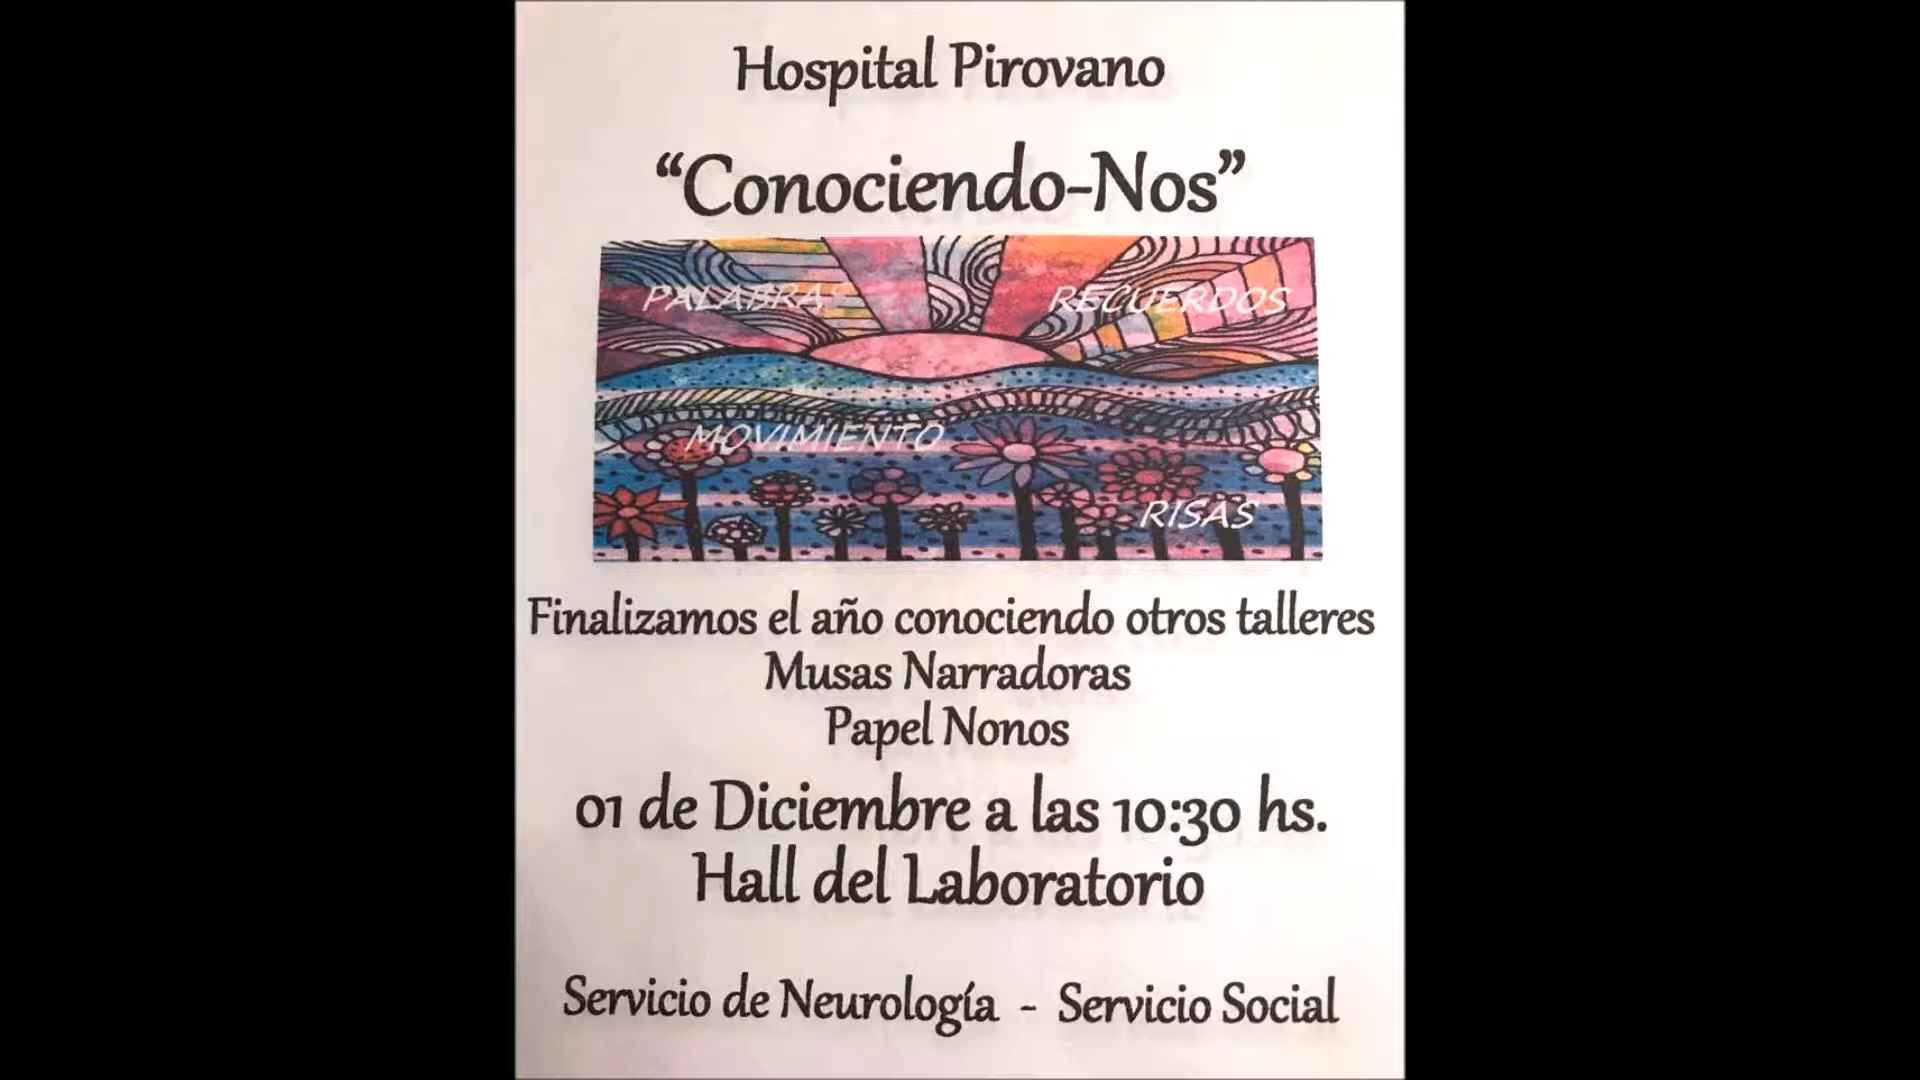 Hospital Pirovano
“Conociendo-Nos”
PALABRAS
RECUERDOS
MOVIMIENTO
RISAS
Finalizamos el año conociendo otros talleres
Musas Narradoras
Papel Nonos
01 de Diciembre a las 10:30 hs.
Hall del Laboratorio
Servicio de Neurología - Servicio Social